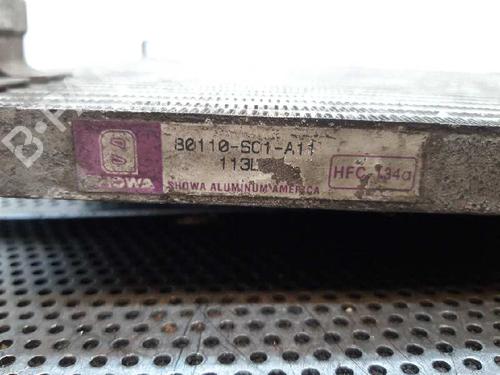 80110-S01-A11
113L
SHOWA
SHOWA ALUMINUM AMERICA
HFC-134a
B-P